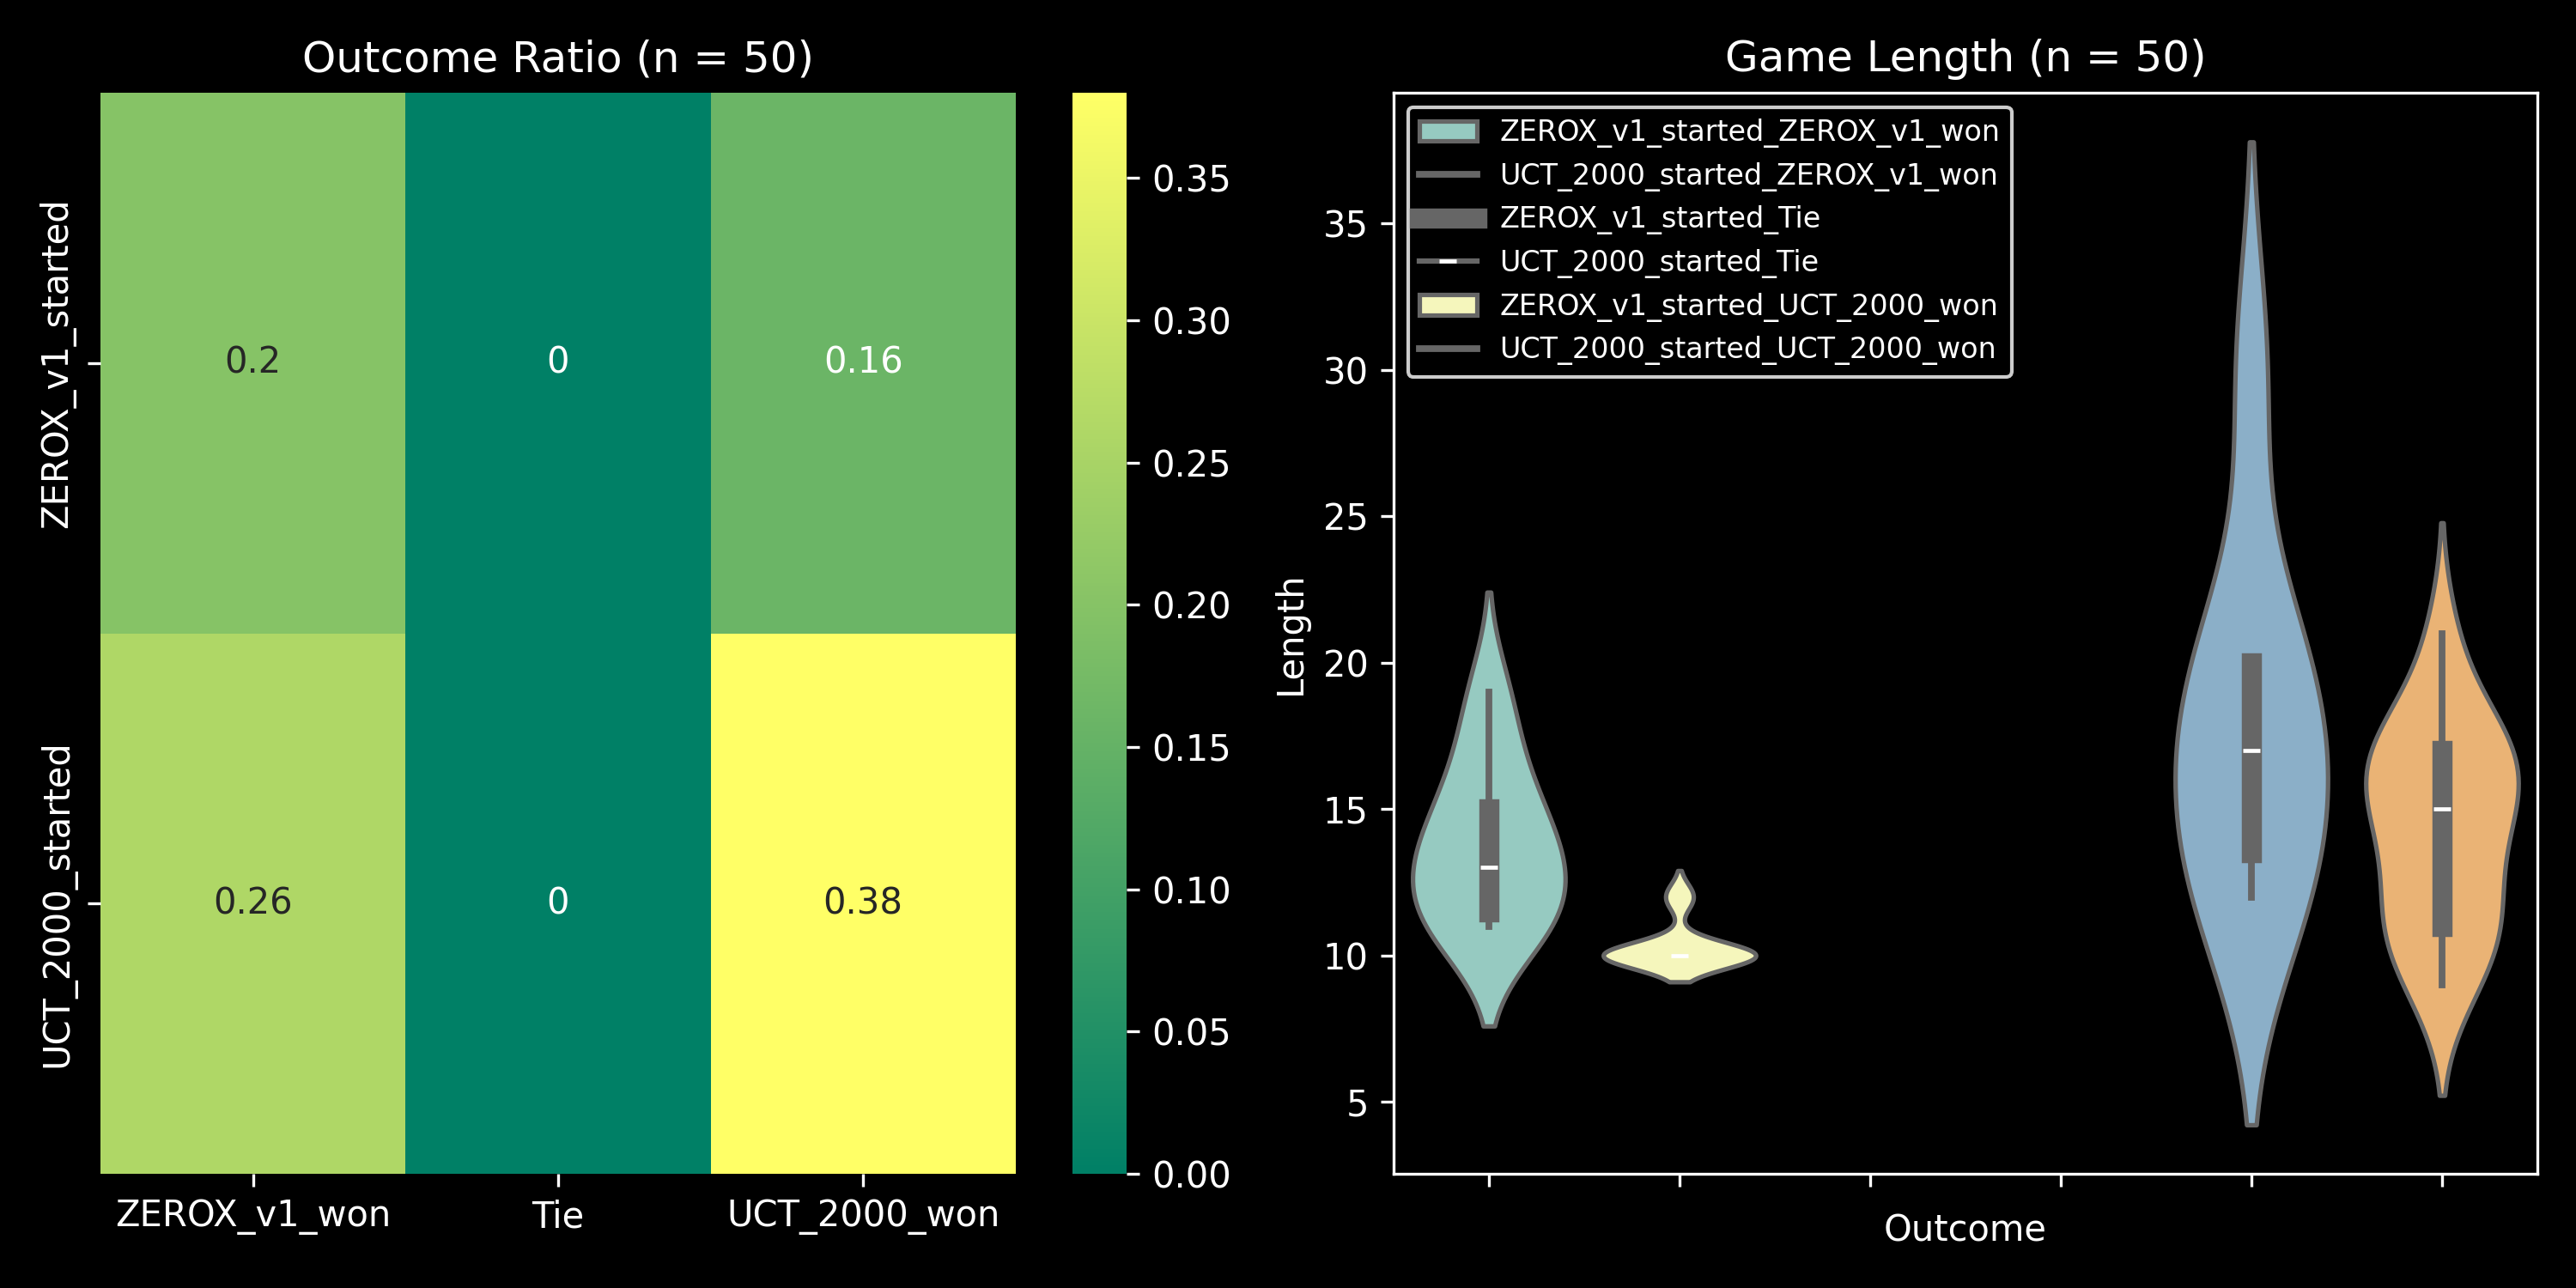 Outcome Ratio (n = 50)
ZEROX_v1_started
UCT_2000_started
0.2
0
0.16
0.26
0
0.38
ZEROX_v1_won
Tie
UCT_2000_won
0.35
0.30
0.25
0.20
0.15
0.10
0.05
0.00
Game Length (n = 50)
ZEROX_v1_started_ZEROX_v1_won
UCT_2000_started_ZEROX_v1_won
ZEROX_v1_started_Tie
UCT_2000_started_Tie
ZEROX_v1_started_UCT_2000_won
UCT_2000_started_UCT_2000_won
Length
35
30
25
20
15
10
5
Outcome